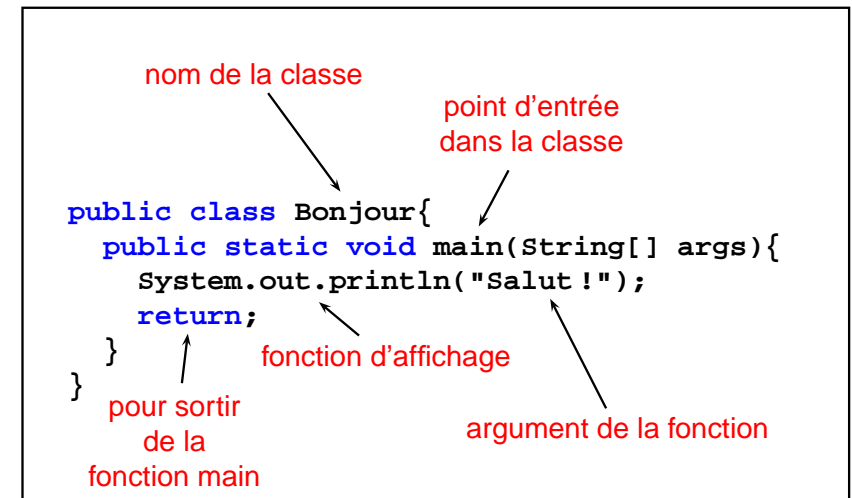 nom de la classe
point d'entrée
dans la classe
public class Bonjour{
public static void main(String[] args){
System.out.println("Salut !");
return;
}
fonction d'affichage
}
pour sortir
de la
fonction main
argument de la fonction